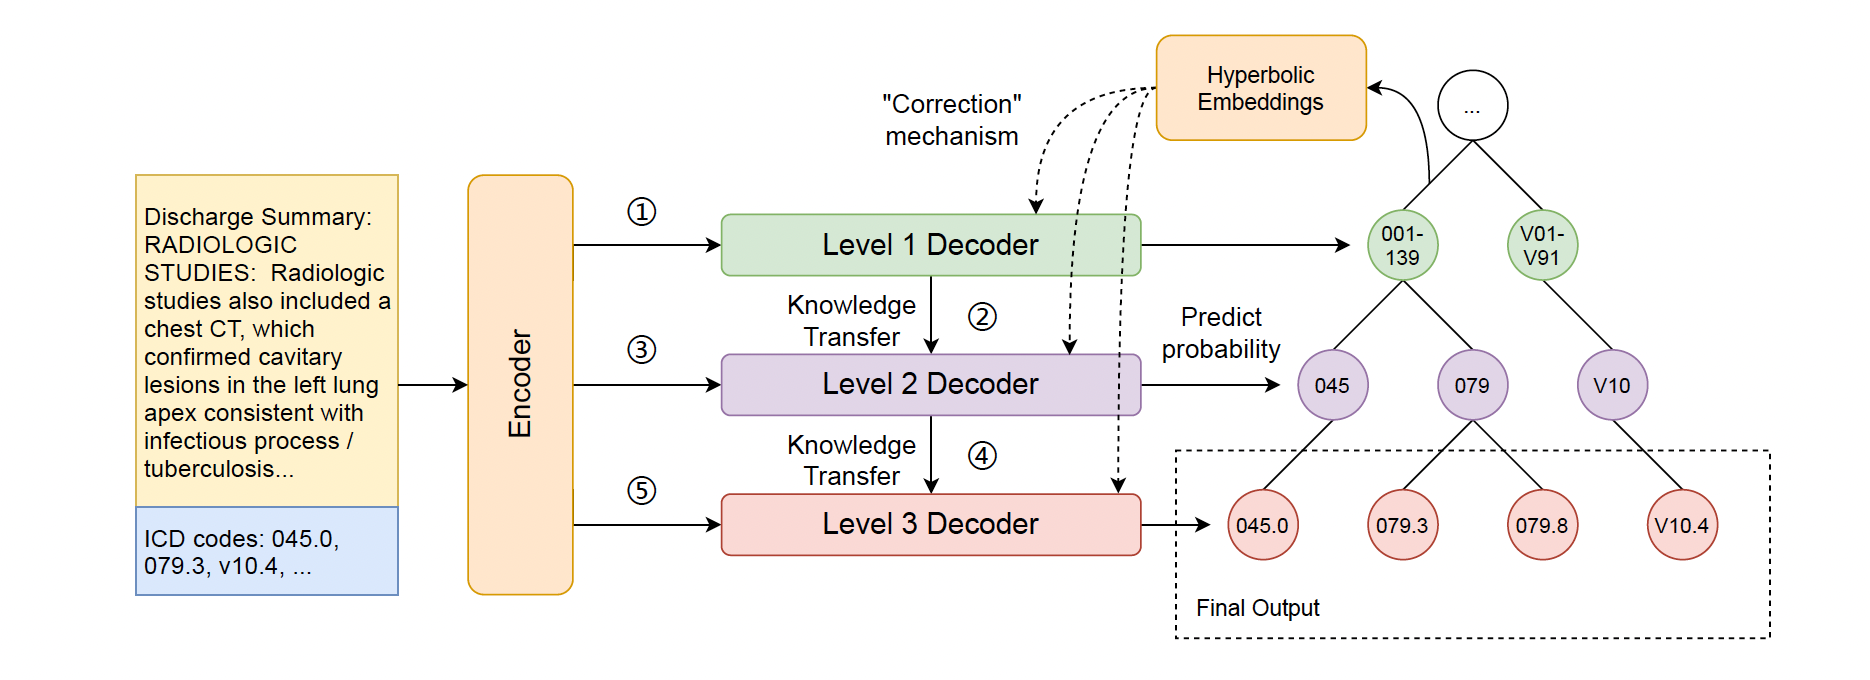 Discharge Summary:
RADIOLOGIC
STUDIES:  Radiologic
studies also included a
chest CT, which
confirmed cavitary
lesions in the left lung
apex consistent with
infectious process /
tuberculosis...
ICD codes: 045.0,
079.3, v10.4, ...
Encoder
①
②
③
④
⑤
Level 1 Decoder
Knowledge
Transfer
Level 2 Decoder
Knowledge
Transfer
Level 3 Decoder
"Correction"
mechanism
Hyperbolic
Embeddings
Predict
probability
...
001-
139
V01-
V91
045
079
V10
045.0
079.3
079.8
V10.4
Final Output